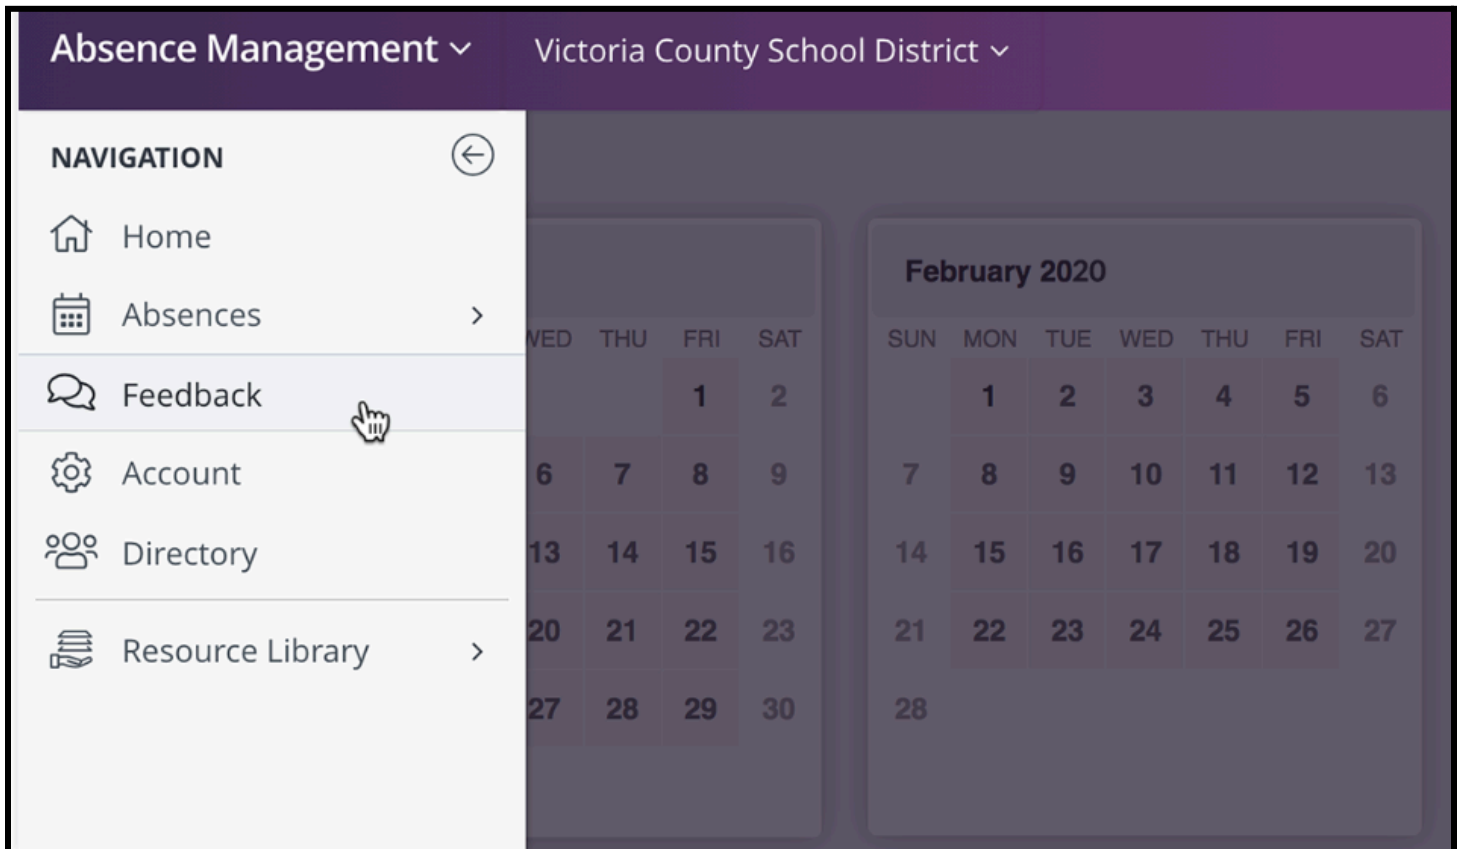 Absence Management Victoria County School District
NAVIGATION
Home
Absences
Feedback
Account
Directory
Resource Library
WED THU FRI SAT
1 2
6 7 8 9
13 14 15 16
20 21 22 23
27 28 29 30
February 2020
SUN MON TUE WED THU FRI SAT
1 2 3 4 5 6
7 8 9 10 11 12 13
14 15 16 17 18 19 20
21 22 23 24 25 26 27
28